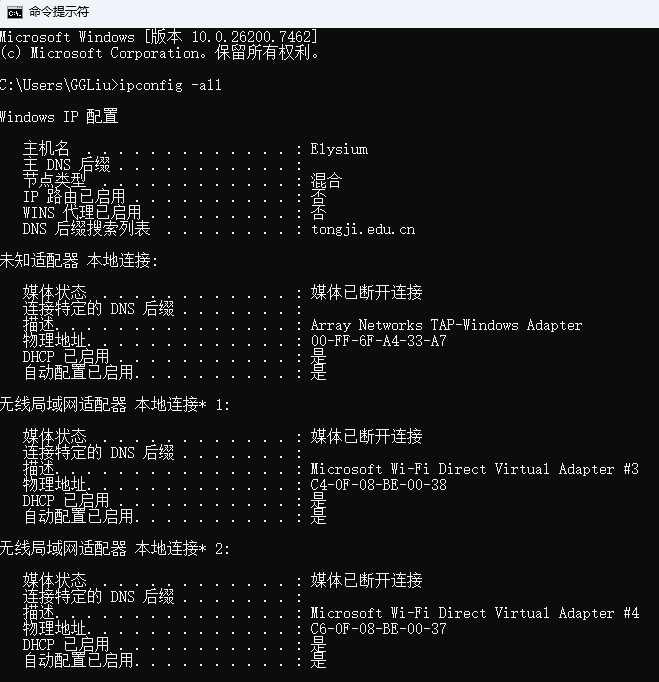 命令提示符
Microsoft Windows [版本 10.0.26200.7462]
(c) Microsoft Corporation。保留所有权利。
C:\Users\GGLiu>ipconfig -all
Windows IP 配置
主机名 . . . . . . . . . . . . . : Elysium
主 DNS 后缀 . . . . . . . . . . . :
节点类型 . . . . . . . . . . . . : 混合
IP 路由已启用 . . . . . . . . . . : 否
WINS 代理已启用 . . . . . . . . . : 否
DNS 后缀搜索列表 . . . . . . . . : tongji.edu.cn
未知适配器 本地连接:
媒体状态 . . . . . . . . . . . . : 媒体已断开连接
连接特定的 DNS 后缀 . . . . . . . :
描述. . . . . . . . . . . . . . . : Array Networks TAP-Windows Adapter
物理地址. . . . . . . . . . . . . : 00-FF-6F-A4-33-A7
DHCP 已启用 . . . . . . . . . . . : 是
自动配置已启用. . . . . . . . . . : 是
无线局域网适配器 本地连接* 1:
媒体状态 . . . . . . . . . . . . : 媒体已断开连接
连接特定的 DNS 后缀 . . . . . . . :
描述. . . . . . . . . . . . . . . : Microsoft Wi-Fi Direct Virtual Adapter #3
物理地址. . . . . . . . . . . . . : C4-0F-08-BE-00-38
DHCP 已启用 . . . . . . . . . . . : 是
自动配置已启用. . . . . . . . . . : 是
无线局域网适配器 本地连接* 2:
媒体状态 . . . . . . . . . . . . : 媒体已断开连接
连接特定的 DNS 后缀 . . . . . . . :
描述. . . . . . . . . . . . . . . : Microsoft Wi-Fi Direct Virtual Adapter #4
物理地址. . . . . . . . . . . . . : C6-0F-08-BE-00-37
DHCP 已启用 . . . . . . . . . . . : 是
自动配置已启用. . . . . . . . . . : 是